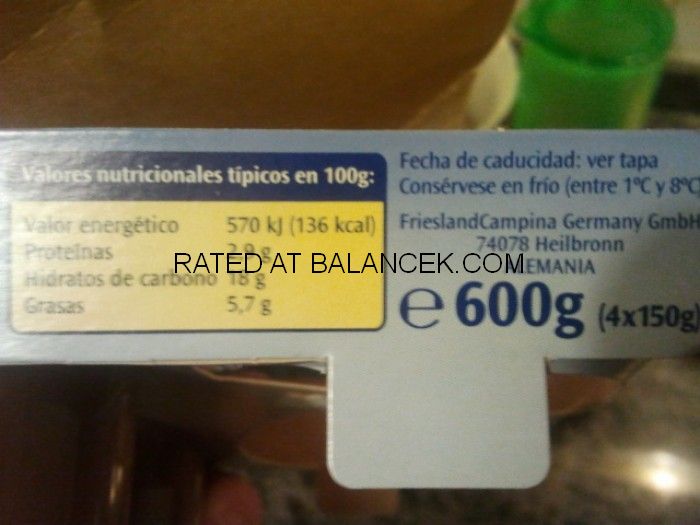 Valores nutricionales típicos en 100g:
Valor energético 570 kJ (136 kcal)
Proteínas 2,9 g
Hidratos de carbono 18 g
Grasas 5,7 g
Fecha de caducidad: ver tapa
Consérvese en frío (entre 1ºC y 8ºC)
FrieslandCampina Germany GmbH
74078 Heilbronn
ALEMANIA
e 600g (4x150g)
RATED AT BALANCEK.COM